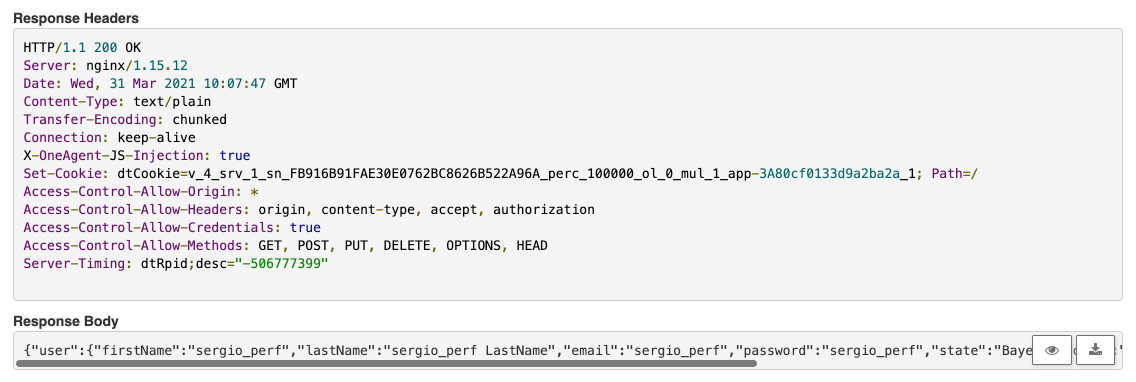 Response Headers
HTTP/1.1 200 OK
Server: nginx/1.15.12
Date: Wed, 31 Mar 2021 10:07:47 GMT
Content-Type: text/plain
Transfer-Encoding: chunked
Connection: keep-alive
X-OneAgent-JS-Injection: true
Set-Cookie: dtCookie=v_4_srv_1_sn_FB916B91FAE30E0762BC8626B522A96A_perc_100000_ol_0_mul_1_app-3A80cf0133d9a2ba2a_1; Path=/
Access-Control-Allow-Origin: *
Access-Control-Allow-Headers: origin, content-type, accept, authorization
Access-Control-Allow-Credentials: true
Access-Control-Allow-Methods: GET, POST, PUT, DELETE, OPTIONS, HEAD
Server-Timing: dtRpid;desc="-506777399"
Response Body
{"user":{"firstName":"sergio_perf","lastName":"sergio_perf LastName","email":"sergio_perf","password":"sergio_perf","state":"Baye